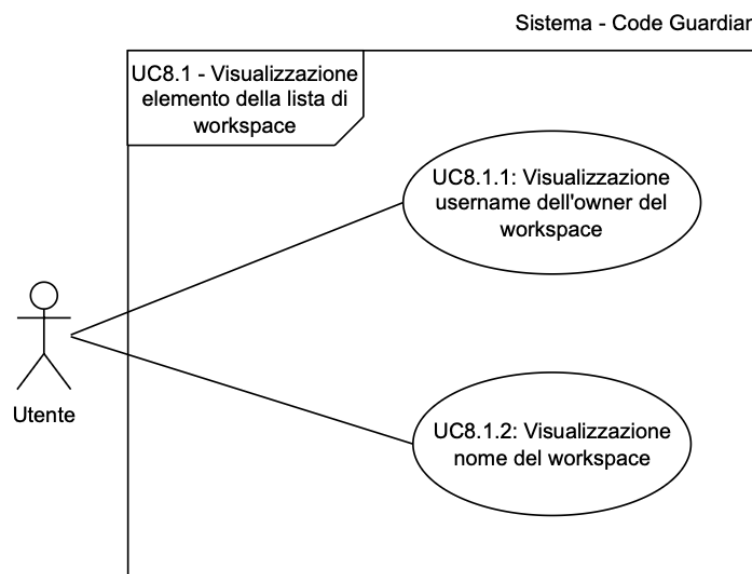 Sistema - Code Guardian
UC8.1 - Visualizzazione
elemento della lista di
workspace
UC8.1.1: Visualizzazione
username dell'owner del
workspace
Utente
UC8.1.2: Visualizzazione
nome del workspace